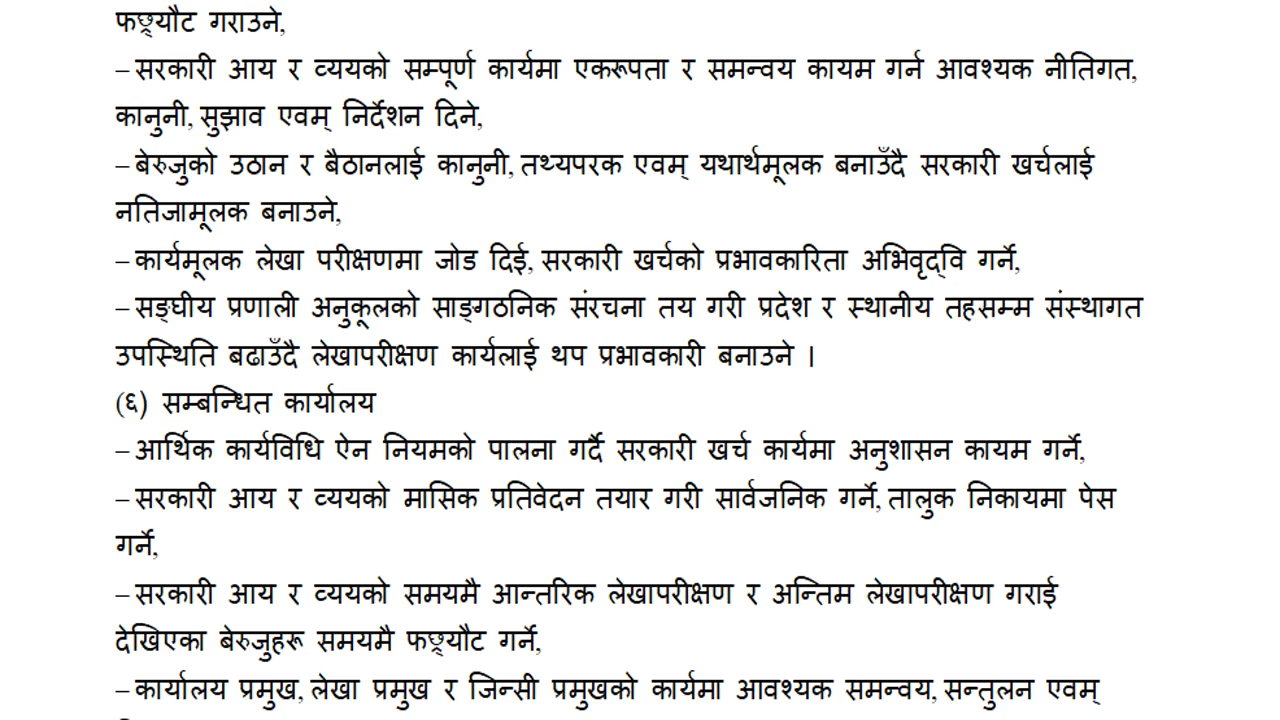 फछ्र्यौट गराउने,
– सरकारी आय र व्ययको सम्पूर्ण कार्यमा एकरूपता र समन्वय कायम गर्न आवश्यक नीतिगत,
कानुनी, सुझाव एवम् निर्देशन दिने,
– बेरुजुको उठान र बैठानलाई कानुनी, तथ्यपरक एवम् यथार्थमूलक बनाउँदै सरकारी खर्चलाई
नतिजामूलक बनाउने,
– कार्यमूलक लेखा परीक्षणमा जोड दिई, सरकारी खर्चको प्रभावकारिता अभिवृद्वि गर्ने,
– सङ्घीय प्रणाली अनुकूलको साङ्गठनिक संरचना तय गरी प्रदेश र स्थानीय तहसम्म संस्थागत
उपस्थिति बढाउँदै लेखापरीक्षण कार्यलाई थप प्रभावकारी बनाउने ।
(६) सम्बन्धित कार्यालय
– आर्थिक कार्यविधि ऐन नियमको पालना गर्दै सरकारी खर्च कार्यमा अनुशासन कायम गर्ने,
– सरकारी आय र व्ययको मासिक प्रतिवेदन तयार गरी सार्वजनिक गर्ने, तालुक निकायमा पेस
गर्ने,
– सरकारी आय र व्ययको समयमै आन्तरिक लेखापरीक्षण र अन्तिम लेखापरीक्षण गराई
देखिएका बेरुजुहरू समयमै फछ्र्यौट गर्ने,
– कार्यालय प्रमुख, लेखा प्रमुख र जिन्सी प्रमुखको कार्यमा आवश्यक समन्वय, सन्तुलन एवम्